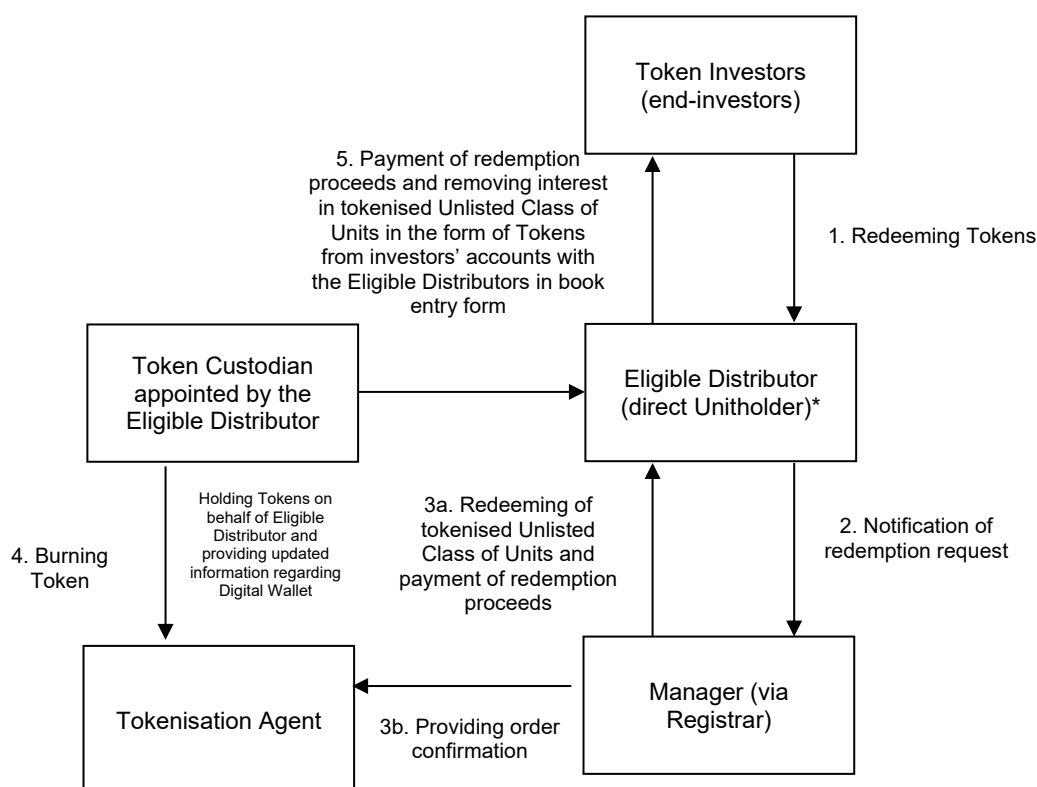 Token Investors
(end-investors)
5. Payment of redemption
proceeds and removing interest
in tokenised Unlisted Class of
Units in the form of Tokens
from investors’ accounts with
the Eligible Distributors in book
entry form
1. Redeeming Tokens
Token Custodian
appointed by the
Eligible Distributor
Eligible Distributor
(direct Unitholder)*
4. Burning
Token
Holding Tokens on
behalf of Eligible
Distributor and
providing updated
information regarding
Digital Wallet
3a. Redeeming of
tokenised Unlisted
Class of Units and
payment of redemption
proceeds
2. Notification of
redemption request
Tokenisation Agent
3b. Providing order
confirmation
Manager (via
Registrar)